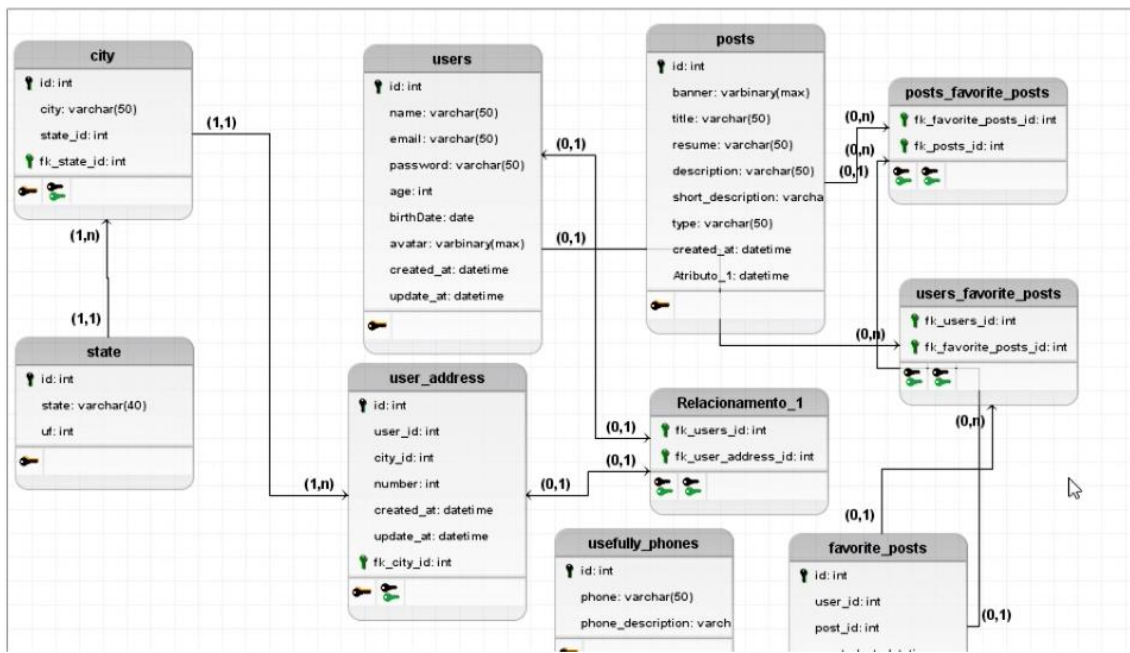 city
id: int
city: varchar(50)
state_id: int
fk_state_id: int
(1,1)
(1,n)
(1,1)
state
id: int
state: varchar(40)
uf: int
users
id: int
name: varchar(50)
email: varchar(50)
password: varchar(50)
age: int
birthDate: date
avatar: varbinary(max)
created_at: datetime
update_at: datetime
(0,1)
(0,1)
user_address
id: int
user_id: int
city_id: int
number: int
created_at: datetime
update_at: datetime
fk_city_id: int
(1,n)
(0,1)
(0,1)
(0,1)
posts
id: int
banner: varbinary(max)
title: varchar(50)
resume: varchar(50)
description: varchar(50)
short_description: varcha
type: varchar(50)
created_at: datetime
Atributo_1: datetime
(0,n)
(0,n)
(0,1)
posts_favorite_posts
fk_favorite_posts_id: int
fk_posts_id: int
users_favorite_posts
fk_users_id: int
fk_favorite_posts_id: int
(0,n)
(0,n)
Relacionamento_1
fk_users_id: int
fk_user_address_id: int
usefully_phones
id: int
phone: varchar(50)
phone_description: varch
(0,1)
favorite_posts
id: int
user_id: int
post_id: int
(0,1)